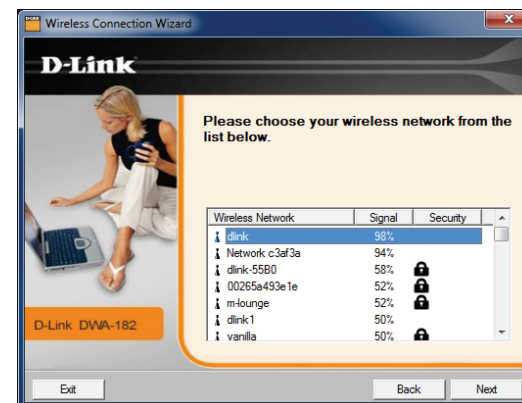 Wireless Connection Wizard
D-Link
Please choose your wireless network from the
list below.
Wireless Network Signal Security
dlink 98%
Network c3af3a 94%
dlink-55B0 58%
00265a493e1e 52%
m-lounge 52%
dlink1 50%
vanilla 50%
D-Link DWA-182
Exit Back Next